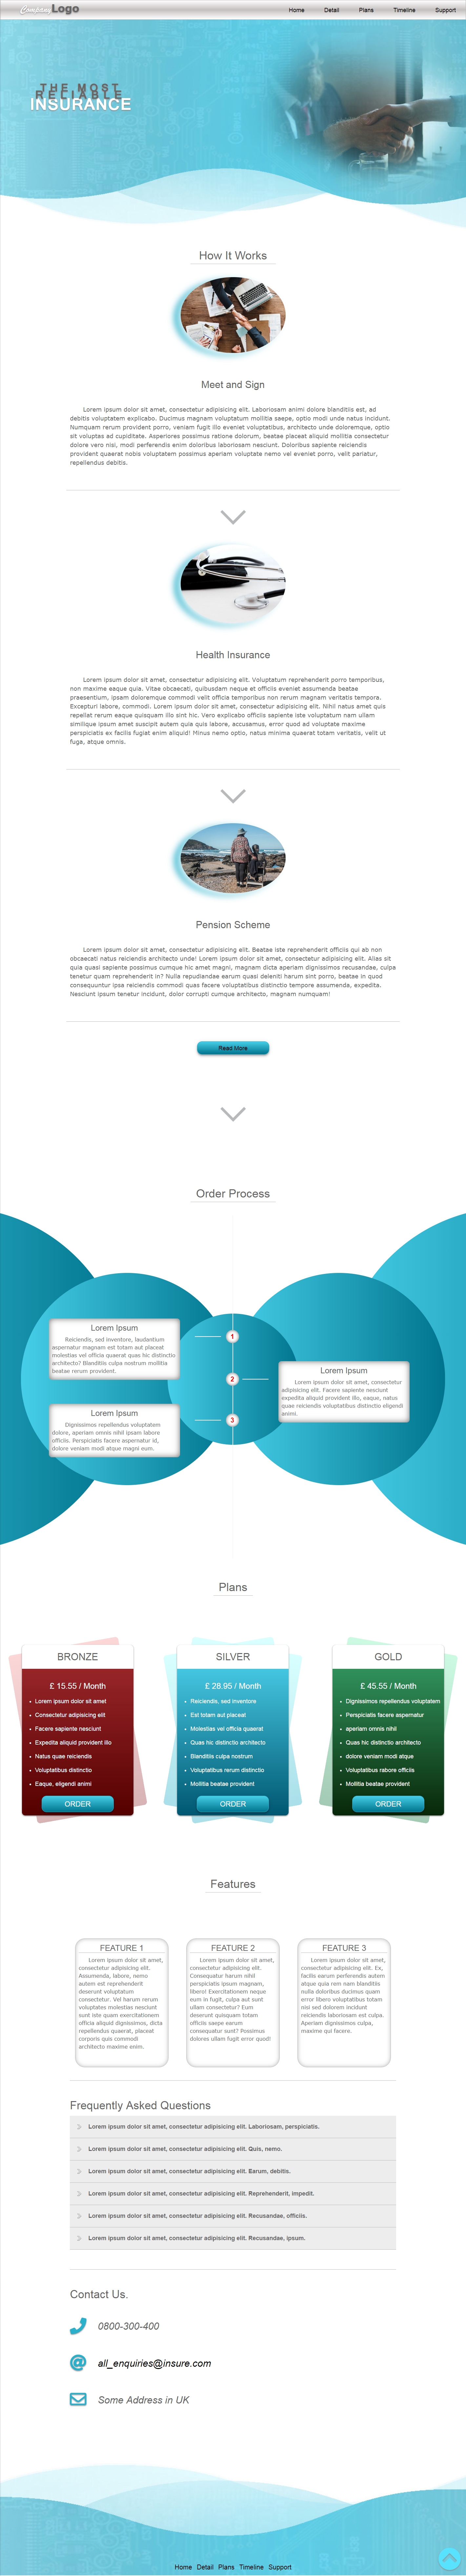 CompanyLogo
Home Detail Plans Timeline Support
THE MOST
RELIABLE
INSURANCE
How It Works
Meet and Sign
Lorem ipsum dolor sit amet, consectetur adipisicing elit. Laboriosam animi dolore blanditiis est, ad
debitis voluptatem explicabo. Ducimus magnam voluptatum mollitia saepe, optio modi unde natus incidunt.
Numquam rerum provident porro, veniam fugit illo eveniet voluptatibus, architecto unde doloremque, optio
sit voluptas ad cupiditate. Asperiores possimus ratione dolorum, beatae placeat aliquid mollitia consectetur
dolore vero nisi, modi perferendis enim doloribus laboriosam nesciunt. Doloribus sapiente reiciendis
provident quaerat nobis voluptatem possimus aperiam voluptate nemo vel eveniet porro, velit pariatur,
repellendus debitis.
Health Insurance
Lorem ipsum dolor sit amet, consectetur adipisicing elit. Voluptatum reprehenderit porro temporibus,
non maxime eaque quia. Vitae obcaecati, quibusdam neque et officiis eveniet assumenda beatae
praesentium, ipsam doloremque commodi velit officia temporibus non rerum magnam veritatis tempora.
Excepturi labore, commodi. Lorem ipsum dolor sit amet, consectetur adipisicing elit. Nihil natus amet quis
repellat rerum eaque quisquam illo sint hic. Vero explicabo officiis sapiente iste voluptatum nam ullam
similique ipsum amet suscipit autem quia quis labore, accusamus, error quod ad voluptate maxime
perspiciatis ex facilis fugiat enim aliquid! Minus nemo optio, natus minima quaerat totam veritatis, velit ut
fuga, atque omnis.
Pension Scheme
Lorem ipsum dolor sit amet, consectetur adipisicing elit. Beatae iste reprehenderit officiis qui ab non
obcaecati natus reiciendis architecto unde! Lorem ipsum dolor sit amet, consectetur adipisicing elit. Alias sit
quia quasi sapiente possimus cumque hic amet magni, magnam dicta aperiam dignissimos recusandae, culpa
tenetur quam reprehenderit in? Nulla repudiandae earum quasi deleniti harum sint dolores, beatae in quod
consequuntur ipsa reiciendis commodi quas facere voluptatibus distinctio tempore assumenda, expedita.
Nesciunt ipsum tenetur incidunt, dolor corrupti cumque architecto, magnam numquam!
Read More
Order Process
Lorem Ipsum
Reiciendis, sed inventore, laudantium
aspernatur magnam est totam aut placeat
molestias vel officia quaerat quas hic distinctio
architecto? Blanditiis culpa nostrum mollitia
beatae rerum provident.
1
2
Lorem Ipsum
Lorem ipsum dolor sit amet, consectetur
adipisicing elit. Facere sapiente nesciunt
expedita aliquid provident illo, eaque, natus
quae reiciendis voluptatibus distinctio eligendi
animi.
Lorem Ipsum
Dignissimos repellendus voluptatem
dolore, aperiam omnis nihil ipsam labore
officiis. Perspiciatis facere aspernatur id,
dolore veniam modi atque magni eum.
3
Plans
BRONZE
£ 15.55 / Month
Lorem ipsum dolor sit amet
Consectetur adipisicing elit
Facere sapiente nesciunt
Expedita aliquid provident illo
Natus quae reiciendis
Voluptatibus distinctio
Eaque, eligendi animi
ORDER
SILVER
£ 28.95 / Month
Reiciendis, sed inventore
Est totam aut placeat
Molestias vel officia quaerat
Quas hic distinctio architecto
Blanditiis culpa nostrum
Voluptatibus rerum distinctio
Mollitia beatae provident
ORDER
GOLD
£ 45.55 / Month
Dignissimos repellendus voluptatem
Perspiciatis facere aspernatur
aperiam omnis nihil
Quas hic distinctio architecto
dolore veniam modi atque
Voluptatibus rabore officiis
Mollitia beatae provident
ORDER
Features
FEATURE 1
Lorem ipsum dolor sit amet,
consectetur adipisicing elit.
Assumenda, labore, nemo
autem est reprehenderit
deserunt voluptatum
consectetur. Vel harum rerum
voluptates molestias nesciunt
sunt iste quam exercitationem
officia aliquid dignissimos, dicta
repellendus quaerat, placeat
corporis quis commodi
architecto maxime enim.
FEATURE 2
Lorem ipsum dolor sit amet,
consectetur adipisicing elit.
Consequatur harum nihil
perspiciatis ipsum magnam,
libero! Exercitationem neque
eum in fugit, culpa aut sunt
ullam consectetur? Eum
deserunt quisquam totam
officiis saepe earum
consequatur sunt? Possimus
dolores ullam fugit error quod!
FEATURE 3
Lorem ipsum dolor sit amet,
consectetur adipisicing elit. Ex,
facilis earum perferendis autem
atque quia rem nam blanditiis
nulla doloribus ducimus quam
error libero voluptatibus totam
nisi sed dolorem incidunt
reiciendis laboriosam est culpa.
Aperiam dignissimos culpa,
maxime qui facere.
Frequently Asked Questions
Lorem ipsum dolor sit amet, consectetur adipisicing elit. Laboriosam, perspiciatis.
Lorem ipsum dolor sit amet, consectetur adipisicing elit. Quis, nemo.
Lorem ipsum dolor sit amet, consectetur adipisicing elit. Earum, debitis.
Lorem ipsum dolor sit amet, consectetur adipisicing elit. Reprehenderit, impedit.
Lorem ipsum dolor sit amet, consectetur adipisicing elit. Recusandae, officiis.
Lorem ipsum dolor sit amet, consectetur adipisicing elit. Recusandae, ipsum.
Contact Us.
0800-300-400
all_enquiries@insure.com
Some Address in UK
Home Detail Plans Timeline Support